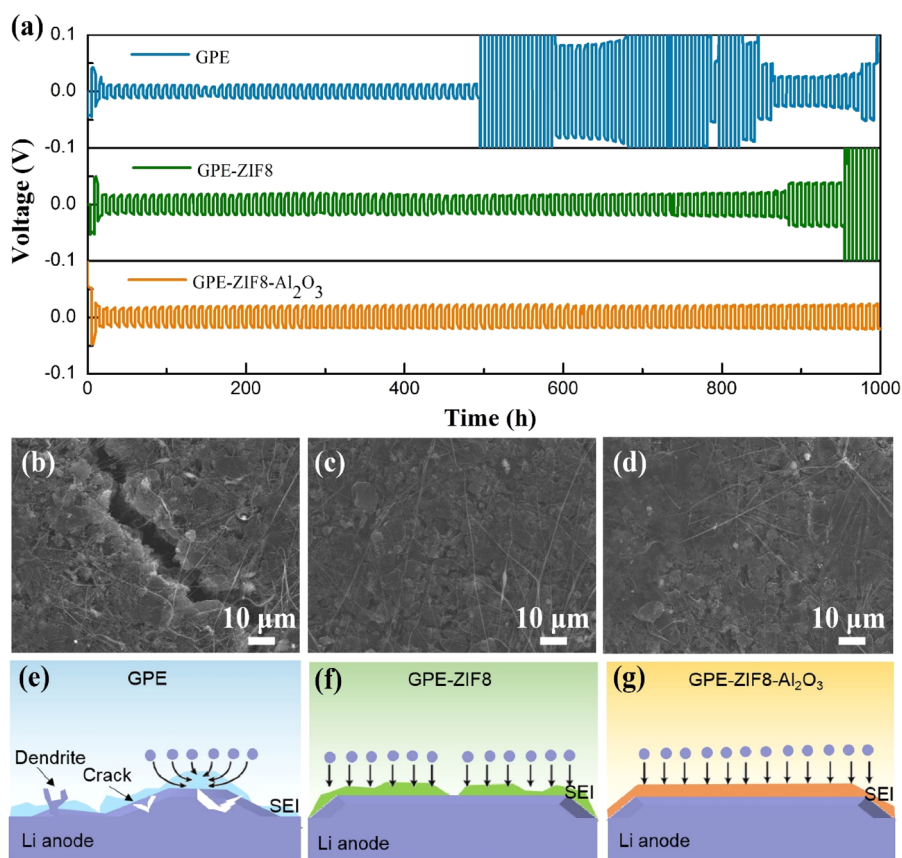 (a)
0.1
GPE
0.0
-0.1
GPE-ZIF8
0.0
-0.1
GPE-ZIF8-Al₂O₃
0.0
-0.1
Voltage (V)
0 200 400 600 800 1000
Time (h)
(b) (c) (d)
10 μm 10 μm 10 μm
(e) GPE
Dendrite
Crack
SEI
Li anode
(f) GPE-ZIF8
SEI
Li anode
(g) GPE-ZIF8-Al₂O₃
SEI
Li anode